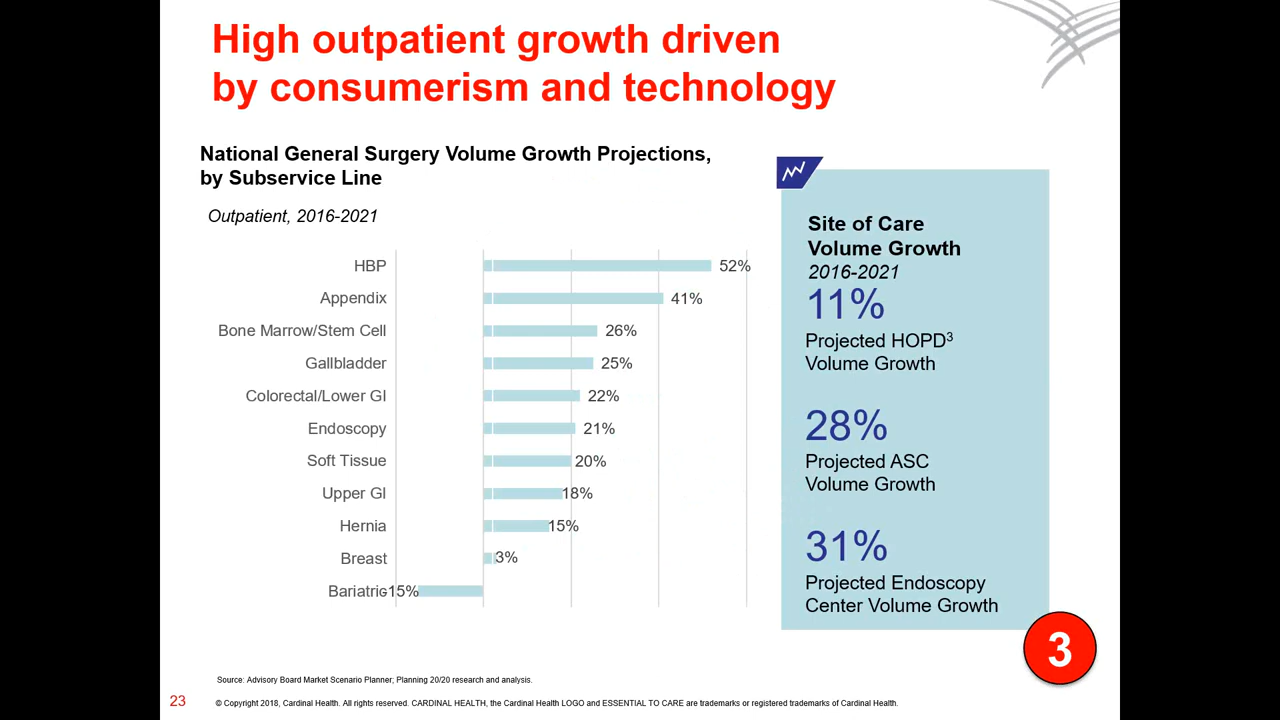 High outpatient growth driven
by consumerism and technology
National General Surgery Volume Growth Projections,
by Subservice Line
Outpatient, 2016-2021
HBP 52%
Appendix 41%
Bone Marrow/Stem Cell 26%
Gallbladder 25%
Colorectal/Lower GI 22%
Endoscopy 21%
Soft Tissue 20%
Upper GI 18%
Hernia 15%
Breast 3%
Bariatric -15%
Site of Care
Volume Growth
2016-2021
11%
Projected HOPD³
Volume Growth
28%
Projected ASC
Volume Growth
31%
Projected Endoscopy
Center Volume Growth
3
Source: Advisory Board Market Scenario Planner; Planning 20/20 research and analysis.
23
© Copyright 2018, Cardinal Health. All rights reserved. CARDINAL HEALTH, the Cardinal Health LOGO and ESSENTIAL TO CARE are trademarks or registered trademarks of Cardinal Health.